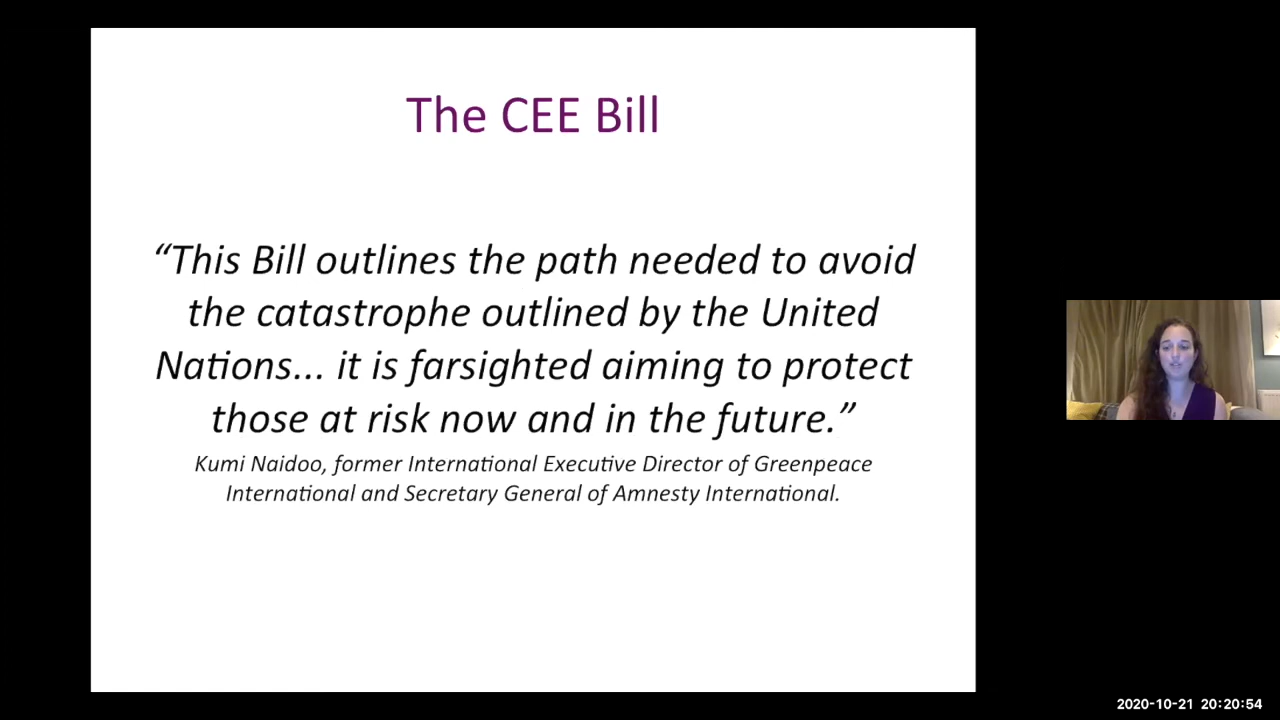 The CEE Bill
“This Bill outlines the path needed to avoid
the catastrophe outlined by the United
Nations... it is farsighted aiming to protect
those at risk now and in the future.”
Kumi Naidoo, former International Executive Director of Greenpeace
International and Secretary General of Amnesty International.
2020-10-21 20:20:54